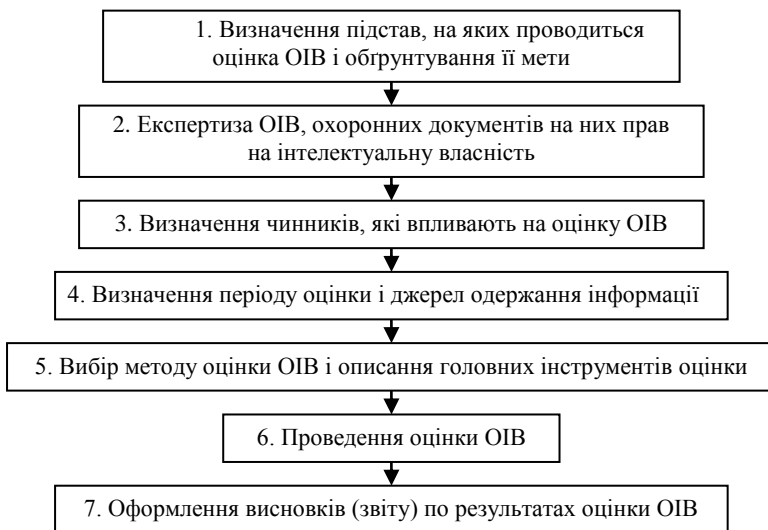 1. Визначення підстав, на яких проводиться
оцінка ОІВ і обґрунтування її мети
2. Експертиза ОІВ, охоронних документів на них прав
на інтелектуальну власність
3. Визначення чинників, які впливають на оцінку ОІВ
4. Визначення періоду оцінки і джерел одержання інформації
5. Вибір методу оцінки ОІВ і описання головних інструментів оцінки
6. Проведення оцінки ОІВ
7. Оформлення висновків (звіту) по результатах оцінки ОІВ